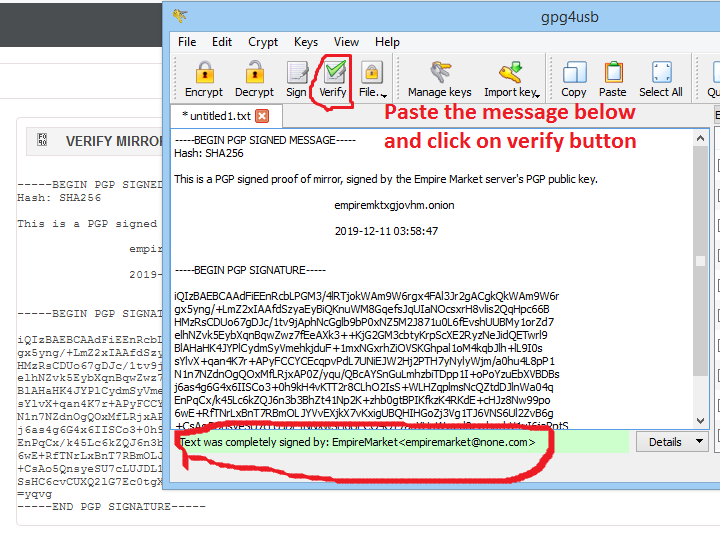 gpg4usb
File Edit Crypt Keys View Help
Encrypt Decrypt Sign Verify File.. Manage keys Import key Copy Paste Select All
* untitled1.txt
Paste the message below
and click on verify button
-----BEGIN PGP SIGNED MESSAGE-----
Hash: SHA256
This is a PGP signed proof of mirror, signed by the Empire Market server's PGP public key.
empiremktxgjovhm.onion
2019-12-11 03:58:47
-----BEGIN PGP SIGNATURE-----
iQIzBAEBCAAdFiEEnRcbLPGM3/4lRTjokWAm9W6rgx4FAl3Jr2gACgkQkWAm9W6r
gx5yng/+LmZ2xIAAfdSzyaEyBiQKnuWM8GqefsJqUIaNOcsxrH8vlis2QqHpc66B
HMzRsCDUo67gDJc/1tv9jAphNcGglb9bP0xNZ5M2J871u0L6fEvshUUBMy1orZd7
elhNZvk5EybXqnBqwZwz7fEeAXk3++KjG2GM3cbtyKrpScXE2RyzNeJidQETwrl9
BlAHaHK4JYPlCydmSyVmehkjduF+1mxNGxrhZiOVSKGhpal1oM4kqbJlh+lL9I0s
sYlvX+qan4K7r+APyFCCYCEcqpvPdL7UNiEJW2Hj2PTH7yNylyWjm/a0hu4L8pP1
N1n7NZdnOgQOxMfLRjxAP0Z/yqu/QBcAYSnGuLmhzbiTDpp1I+oPoYzuEbXVBDBs
j6as4g6G4x6IISCo3+0h9kH4vKTT2r8CLhO2IsS+WLHZqplmsNcQZtdDJlnWa04q
EnPqCx/k45Lc6kZQJ6n3b3BhZt41Np2K+zhb0gtBPIKfkzK4RKdE+cHJz8Nw99po
6wE+RfTNrLxBnT7RBmOLJYVvEXjkX7vKxigUBQHIHGoZj3Vg1TJ6VNS6Ul2ZvB6g
Text was completely signed by: EmpireMarket<empiremarket@none.com>
Details
VERIFY MIRROR
-----BEGIN PGP SIGNED
Hash: SHA256
This is a PGP signed
empir
2019-
-----BEGIN PGP SIGNAT
iQIzBAEBCAAdFiEEnRcbL
gx5yng/+LmZ2xIAAfdSzy
HMzRsCDUo67gDJc/1tv9j
elhNZvk5EybXqnBqwZwz7
BlAHaHK4JYPlCydmSyVme
sYlvX+qan4K7r+APyFCCY
N1n7NZdnOgQOxMfLRjxAP
j6as4g6G4x6IISCo3+0h9
EnPqCx/k45Lc6kZQJ6n3b
6wE+RfTNrLxBnT7RBmOLJ
+CsAo5QnsyeSU7cLUJDL1
SsHC6cvCUXQ2lG7Ec0tgX
=yqvg
-----END PGP SIGNATURE-----